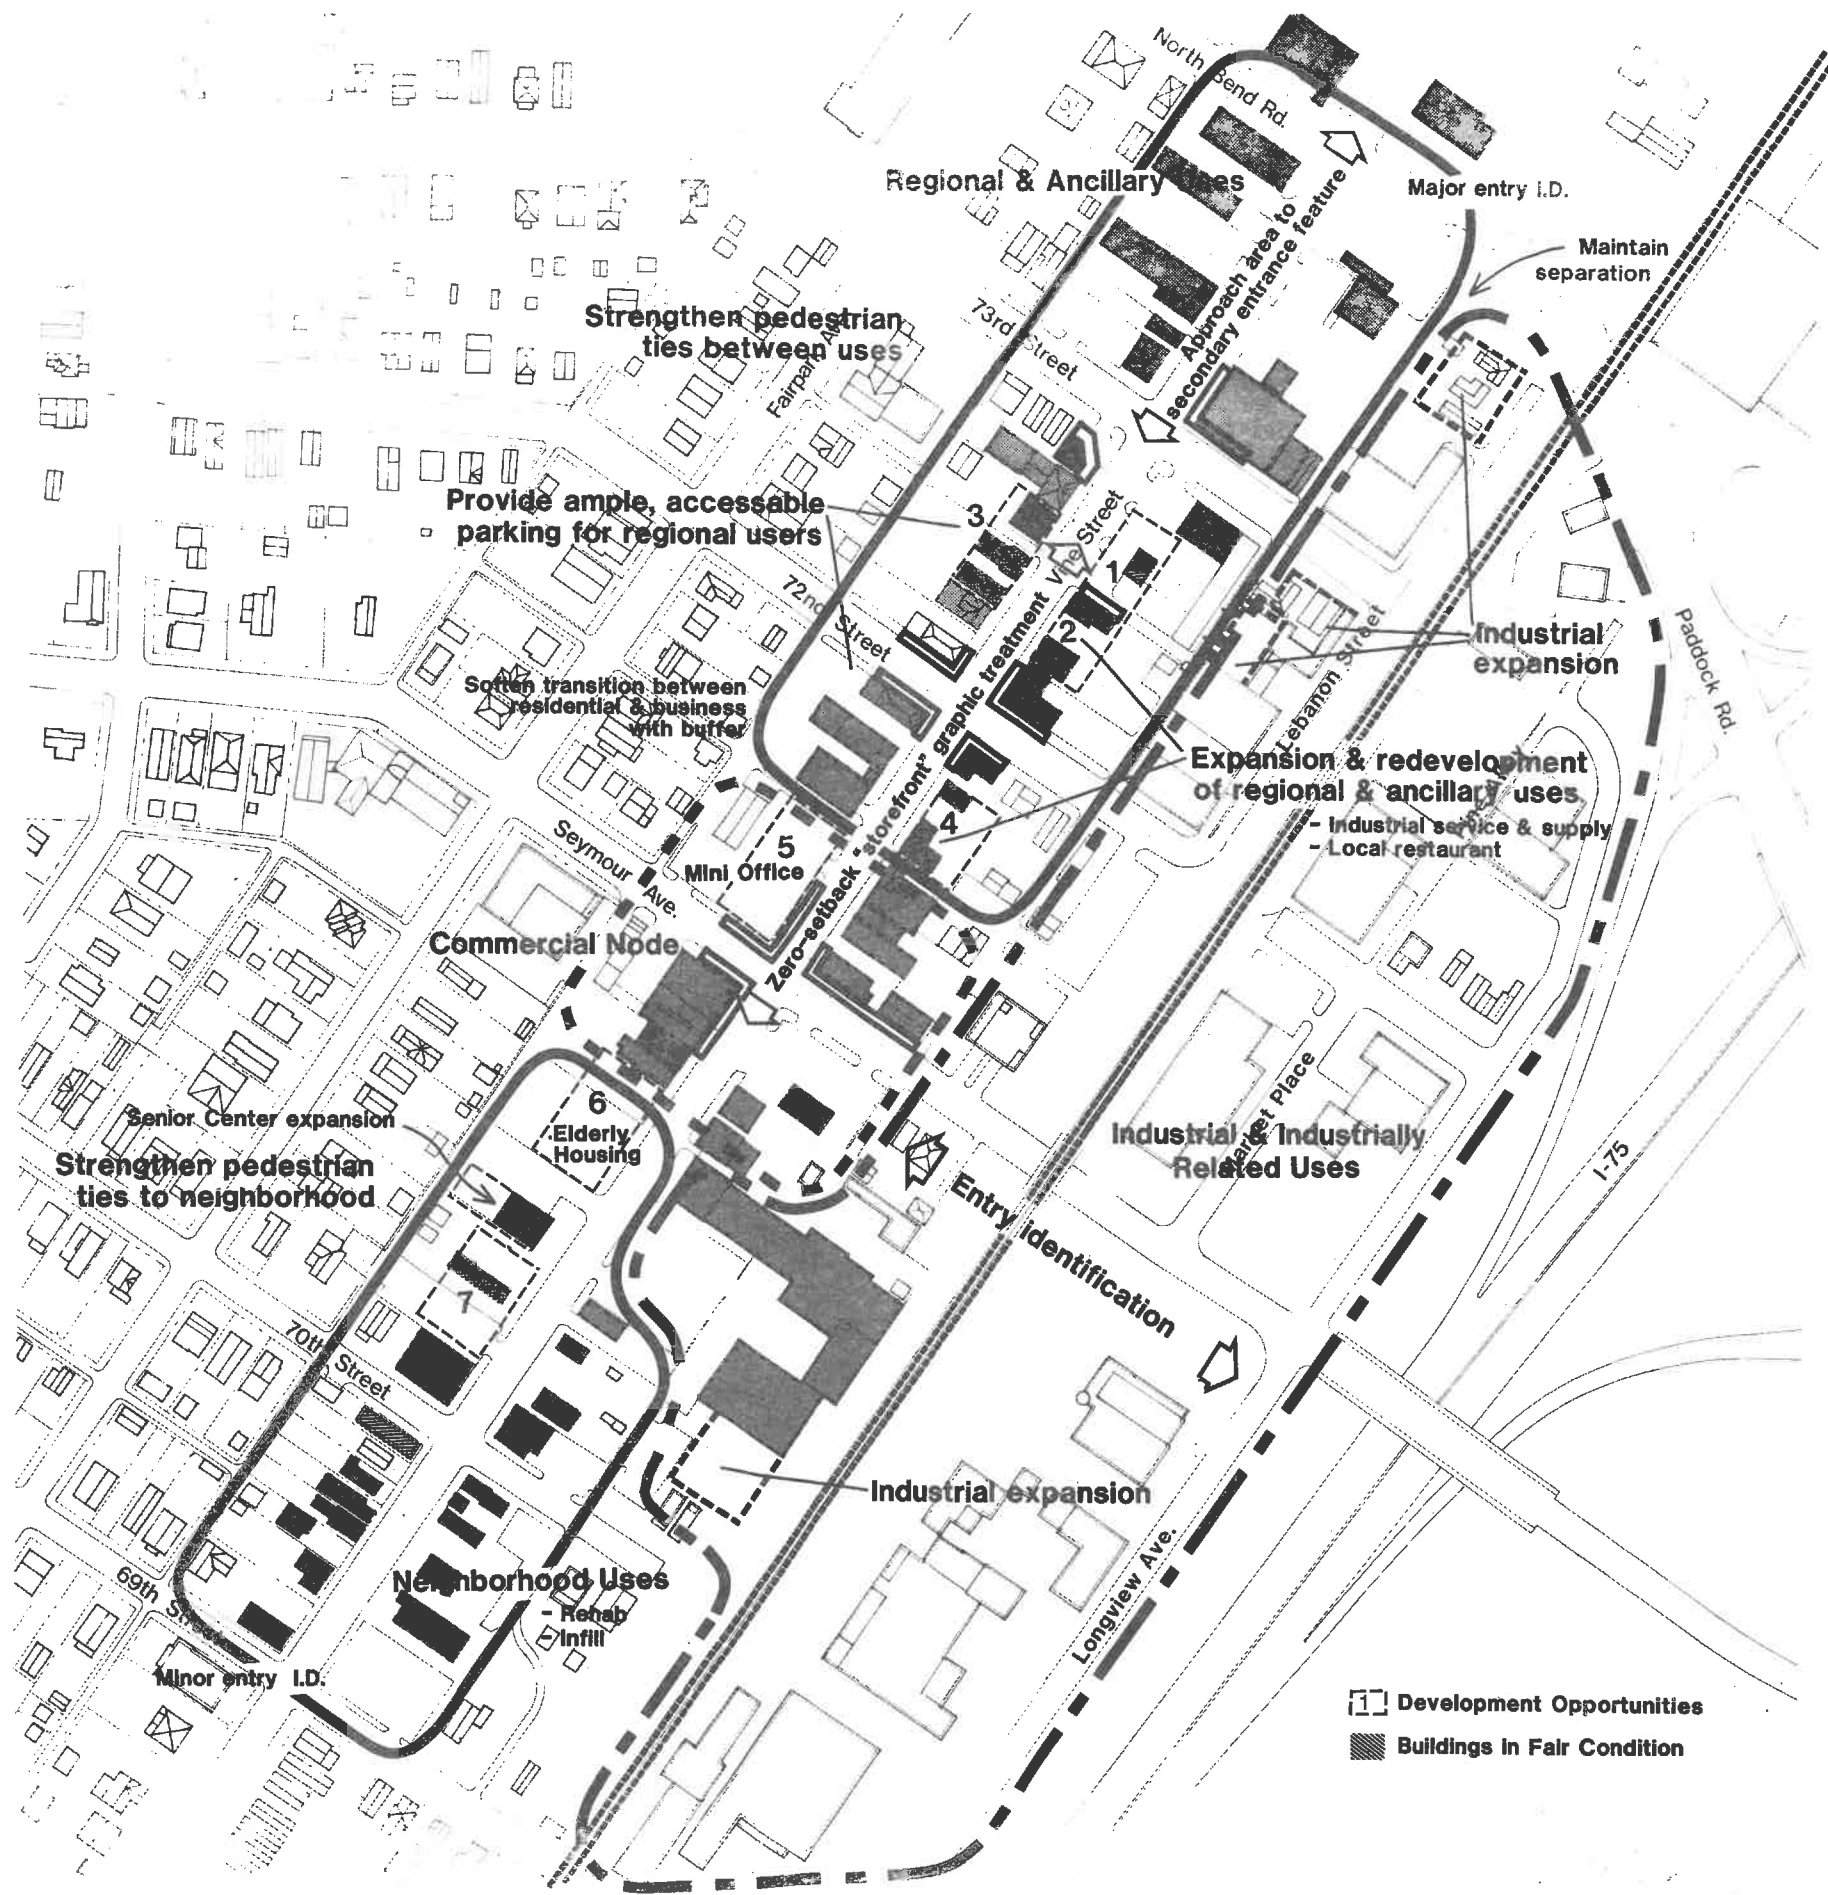 North Bend Rd.
Regional & Ancillary Uses
Major entry I.D.
Approach area to
secondary entrance feature
Maintain
separation
73rd Street
Strengthen pedestrian
ties between uses
Provide ample, accessable
parking for regional users
3
Vine Street
1
2
72nd Street
Industrial
expansion
Paddock Rd.
Lebanon Street
Soften transition between
residential & business
with buffer
Zero-setback "storefront" graphic treatment
Expansion & redevelopment
of regional & ancillary uses
- Industrial service & supply
- Local restaurant
4
5
Mini Office
Seymour Ave.
Commercial Node
6
Elderly
Housing
Senior Center expansion
Strengthen pedestrian
ties to neighborhood
Industrial & Industrially
Related Uses
Market Place
I-75
Entry identification
7
70th Street
Industrial expansion
Neighborhood Uses
- Rehab
- Infill
69th
Minor entry I.D.
Longview Ave.
1 Development Opportunities
Buildings in Fair Condition